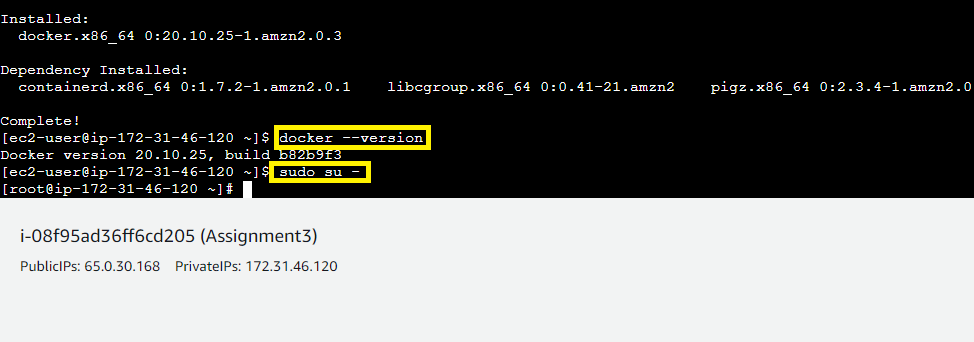 Installed:
  docker.x86_64 0:20.10.25-1.amzn2.0.3
Dependency Installed:
  containerd.x86_64 0:1.7.2-1.amzn2.0.1    libcgroup.x86_64 0:0.41-21.amzn2    pigz.x86_64 0:2.3.4-1.amzn2.0
Complete!
[ec2-user@ip-172-31-46-120 ~]$ docker --version
Docker version 20.10.25, build b82b9f3
[ec2-user@ip-172-31-46-120 ~]$ sudo su -
[root@ip-172-31-46-120 ~]#
i-08f95ad36ff6cd205 (Assignment3)
PublicIPs: 65.0.30.168    PrivateIPs: 172.31.46.120